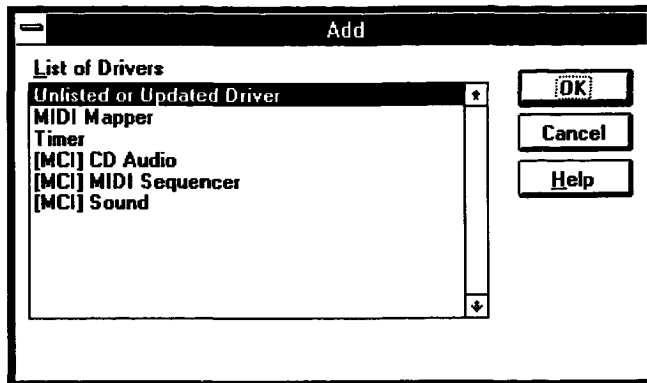 Add
List of Drivers
Unlisted or Updated Driver
MIDI Mapper
Timer
[MCI] CD Audio
[MCI] MIDI Sequencer
[MCI] Sound
OK
Cancel
Help